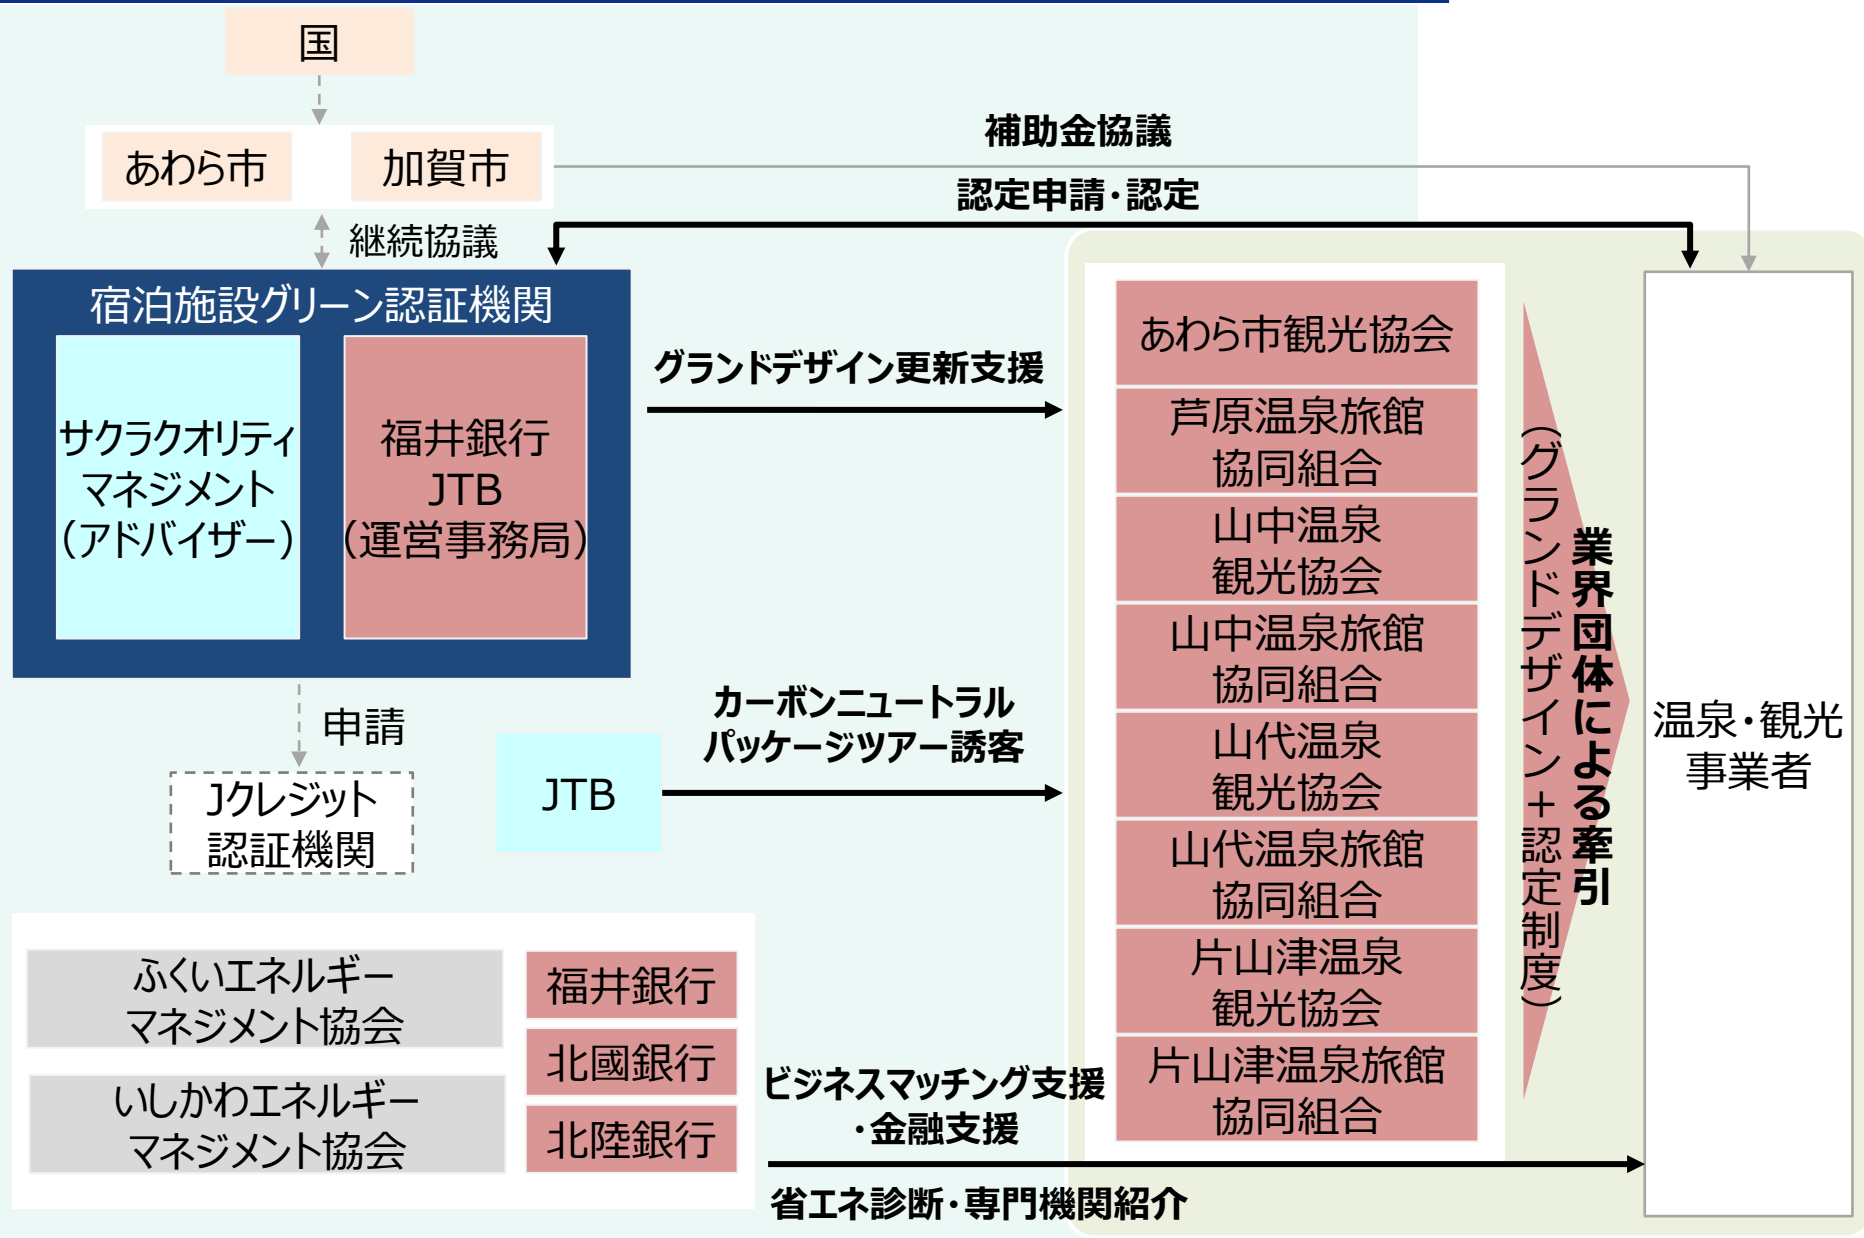 国
あわら市
加賀市
補助金協議
認定申請・認定
継続協議
宿泊施設グリーン認証機関
サクラクオリティ
マネジメント
（アドバイザー）
福井銀行
JTB
（運営事務局）
グランドデザイン更新支援
申請
Jクレジット
認証機関
JTB
カーボンニュートラル
パッケージツアー誘客
あわら市観光協会
芦原温泉旅館
協同組合
山中温泉
観光協会
山中温泉旅館
協同組合
山代温泉
観光協会
山代温泉旅館
協同組合
片山津温泉
観光協会
片山津温泉旅館
協同組合
業界団体による牽引
（グランドデザイン＋認定制度）
温泉・観光
事業者
ふくいエネルギー
マネジメント協会
いしかわエネルギー
マネジメント協会
福井銀行
北國銀行
北陸銀行
ビジネスマッチング支援
・金融支援
省エネ診断・専門機関紹介